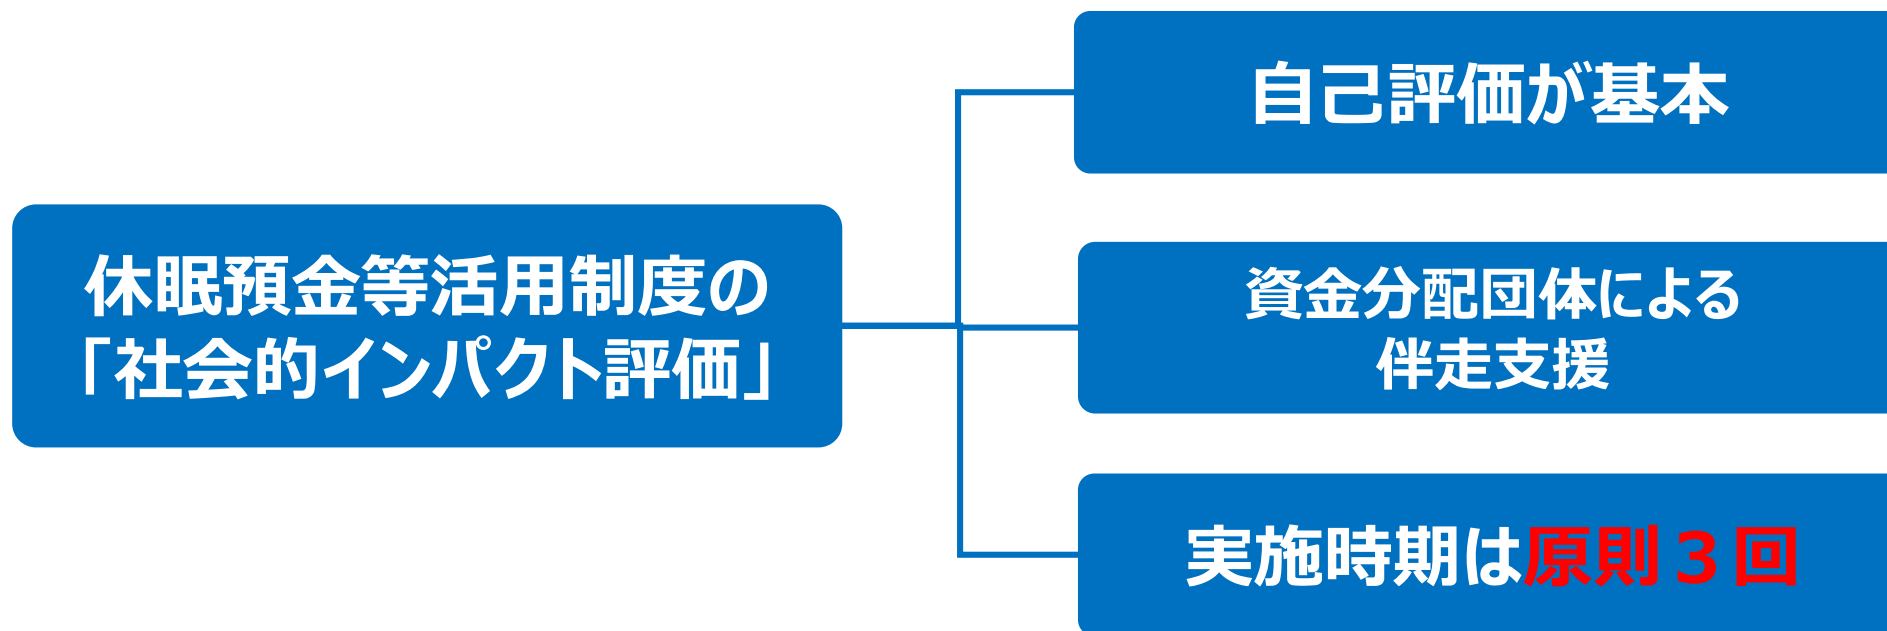 休眠預金等活用制度の
「社会的インパクト評価」
自己評価が基本
資金分配団体による
伴走支援
実施時期は原則３回